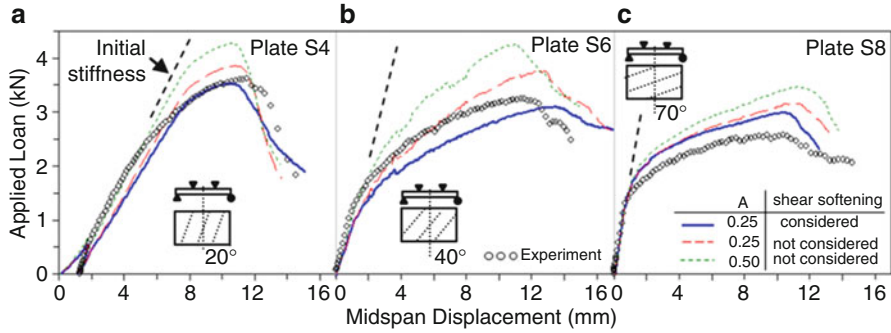 a
b
c
Initial stiffness
Plate S4
Plate S6
Plate S8
Applied Loan (kN)
4
3
2
1
0
20°
40°
70°
Experiment
A shear softening
0.25 considered
0.25 not considered
0.50 not considered
0 4 8 12 16
0 4 8 12 16
0 4 8 12 16
Midspan Displacement (mm)